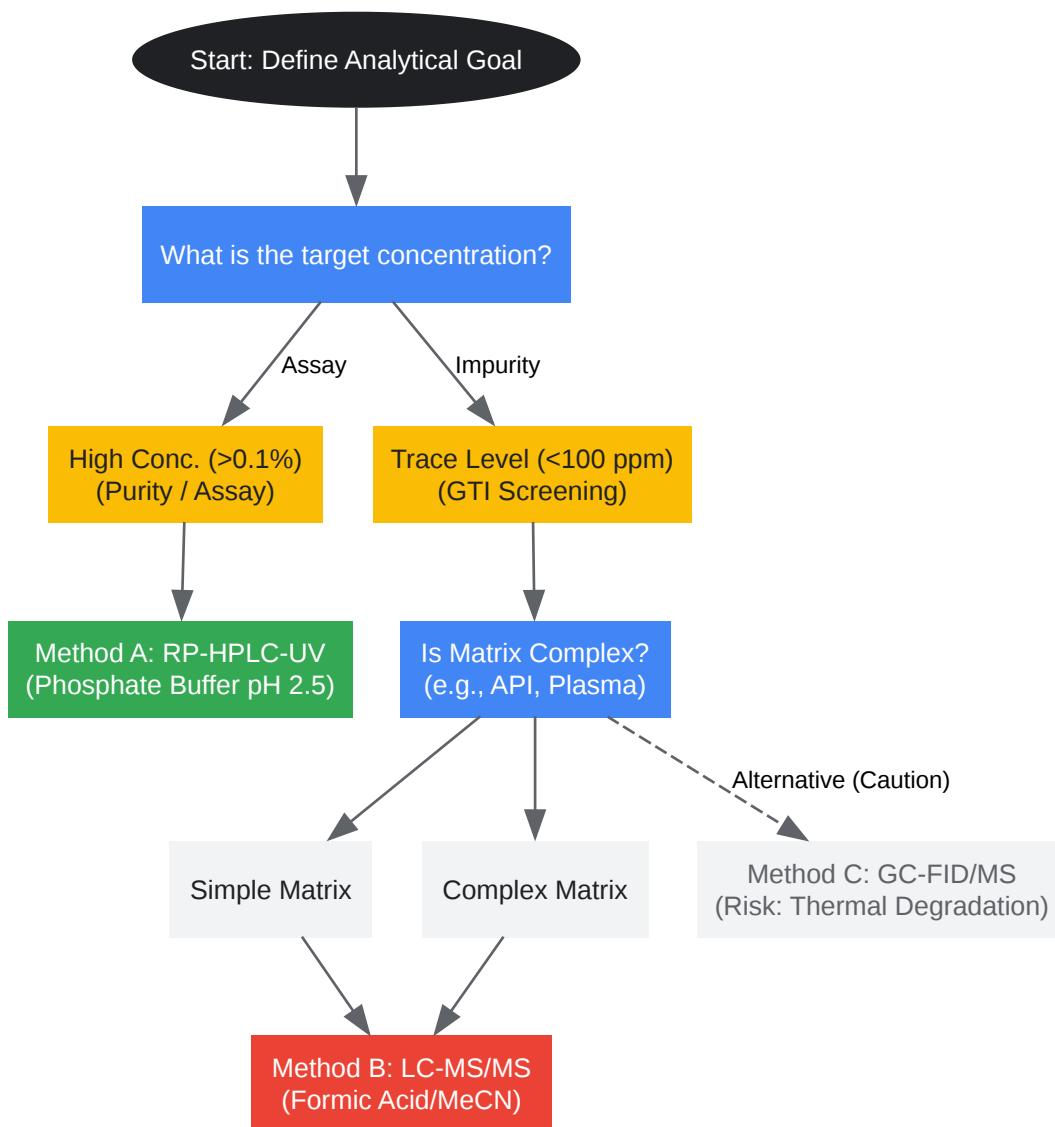 Start: Define Analytical Goal
What is the target concentration?
Assay
Impurity
High Conc. (>0.1%)
(Purity / Assay)
Trace Level (<100 ppm)
(GTI Screening)
Method A: RP-HPLC-UV
(Phosphate Buffer pH 2.5)
Is Matrix Complex?
(e.g., API, Plasma)
Alternative (Caution)
Simple Matrix
Complex Matrix
Method C: GC-FID/MS
(Risk: Thermal Degradation)
Method B: LC-MS/MS
(Formic Acid/MeCN)